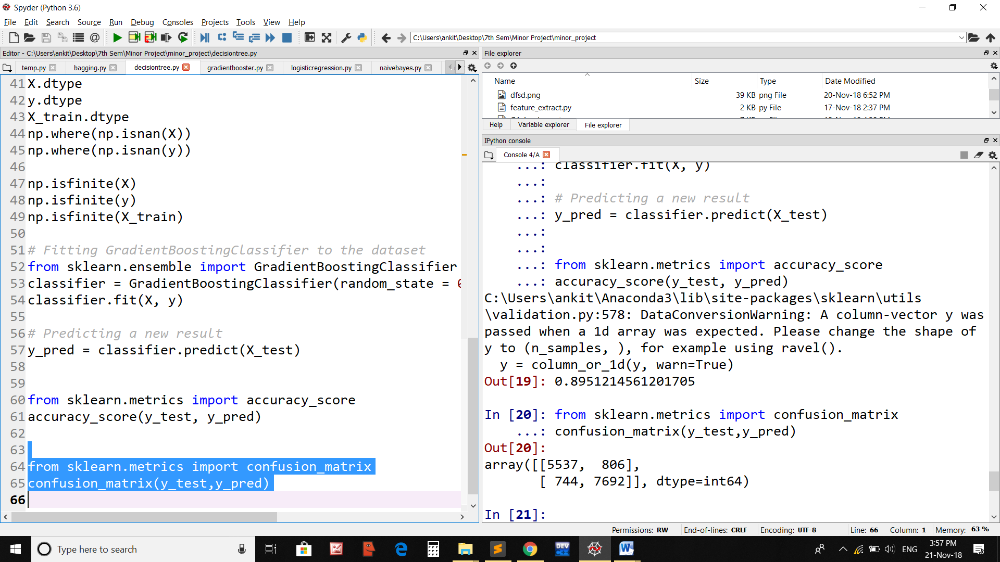 Spyder (Python 3.6)
File Edit Search Source Run Debug Consoles Projects Tools View Help
C:\Users\ankit\Desktop\7th Sem\Minor Project\minor_project
Editor - C:\Users\ankit\Desktop\7th Sem\Minor Project\minor_project\decisiontree.py
temp.py bagging.py decisiontree.py gradientbooster.py logisticregression.py naivebayes.py
41 X.dtype
42 y.dtype
43 X_train.dtype
44 np.where(np.isnan(X))
45 np.where(np.isnan(y))
46
47 np.isfinite(X)
48 np.isfinite(y)
49 np.isfinite(X_train)
50
51 # Fitting GradientBoostingClassifier to the dataset
52 from sklearn.ensemble import GradientBoostingClassifier
53 classifier = GradientBoostingClassifier(random_state = 0
54 classifier.fit(X, y)
55
56 # Predicting a new result
57 y_pred = classifier.predict(X_test)
58
59
60 from sklearn.metrics import accuracy_score
61 accuracy_score(y_test, y_pred)
62
63
64 from sklearn.metrics import confusion_matrix
65 confusion_matrix(y_test,y_pred)
66
File explorer
Name Size Type Date Modified
dfsd.png 39 KB png File 20-Nov-18 6:52 PM
feature_extract.py 2 KB py File 17-Nov-18 2:37 PM
Help Variable explorer File explorer
IPython console
Console 4/A
...: classifier.fit(X, y)
...:
...: # Predicting a new result
...: y_pred = classifier.predict(X_test)
...:
...:
...: from sklearn.metrics import accuracy_score
...: accuracy_score(y_test, y_pred)
C:\Users\ankit\Anaconda3\lib\site-packages\sklearn\utils
\validation.py:578: DataConversionWarning: A column-vector y was
passed when a 1d array was expected. Please change the shape of
y to (n_samples, ), for example using ravel().
y = column_or_1d(y, warn=True)
Out[19]: 0.8951214561201705
In [20]: from sklearn.metrics import confusion_matrix
...: confusion_matrix(y_test,y_pred)
Out[20]:
array([[5537, 806],
[ 744, 7692]], dtype=int64)
In [21]:
Permissions: RW End-of-lines: CRLF Encoding: UTF-8 Line: 66 Column: 1 Memory: 63 %
Type here to search
DEV
ENG
3:57 PM
21-Nov-18